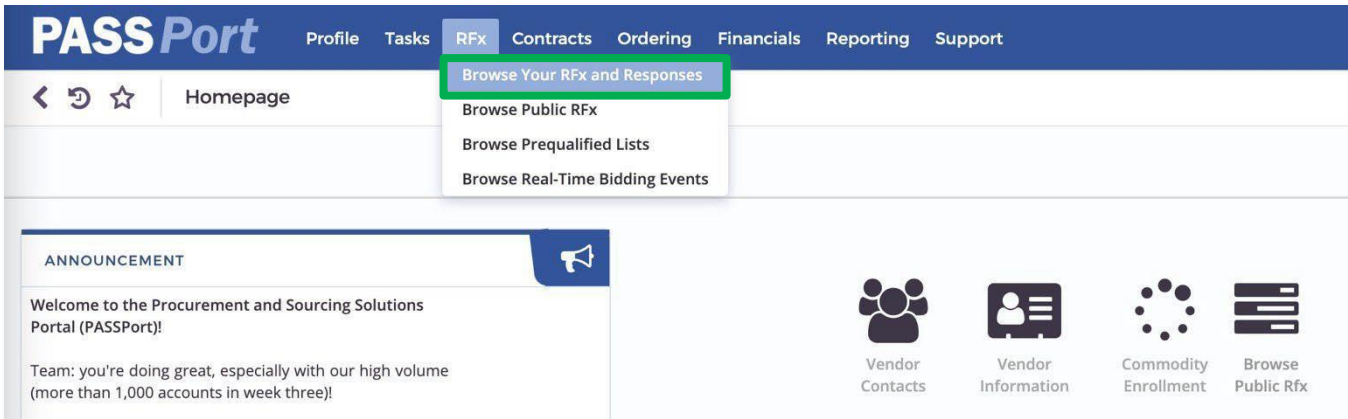 PASSPort Profile Tasks RFx Contracts Ordering Financials Reporting Support
Browse Your RFx and Responses
Homepage
Browse Public RFx
Browse Prequalified Lists
Browse Real-Time Bidding Events
ANNOUNCEMENT
Welcome to the Procurement and Sourcing Solutions
Portal (PASSPort)!
Team: you're doing great, especially with our high volume
(more than 1,000 accounts in week three)!
Vendor
Contacts
Vendor
Information
Commodity
Enrollment
Browse
Public Rfx